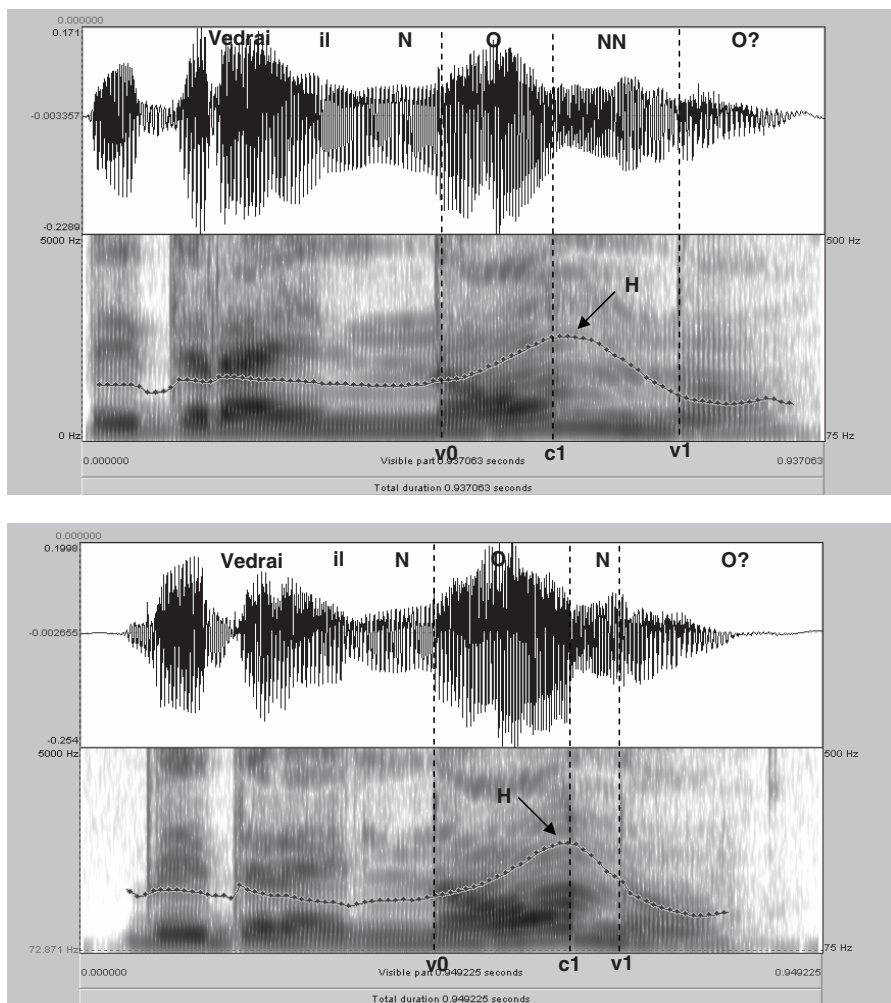 0.000000
0.171 Vedrai il N O NN O?
-0.003357
-0.2289
5000 Hz 500 Hz
H
0 Hz 75 Hz
v0 c1 v1
0.000000 Visible part 0.937063 seconds 0.937063
Total duration 0.937063 seconds
0.000000
0.1998 Vedrai il N O N O?
-0.002655
-0.254
5000 Hz 500 Hz
H
72.871 Hz 75 Hz
v0 c1 v1
0.000000 Visible part 0.949225 seconds 0.949225
Total duration 0.949225 seconds